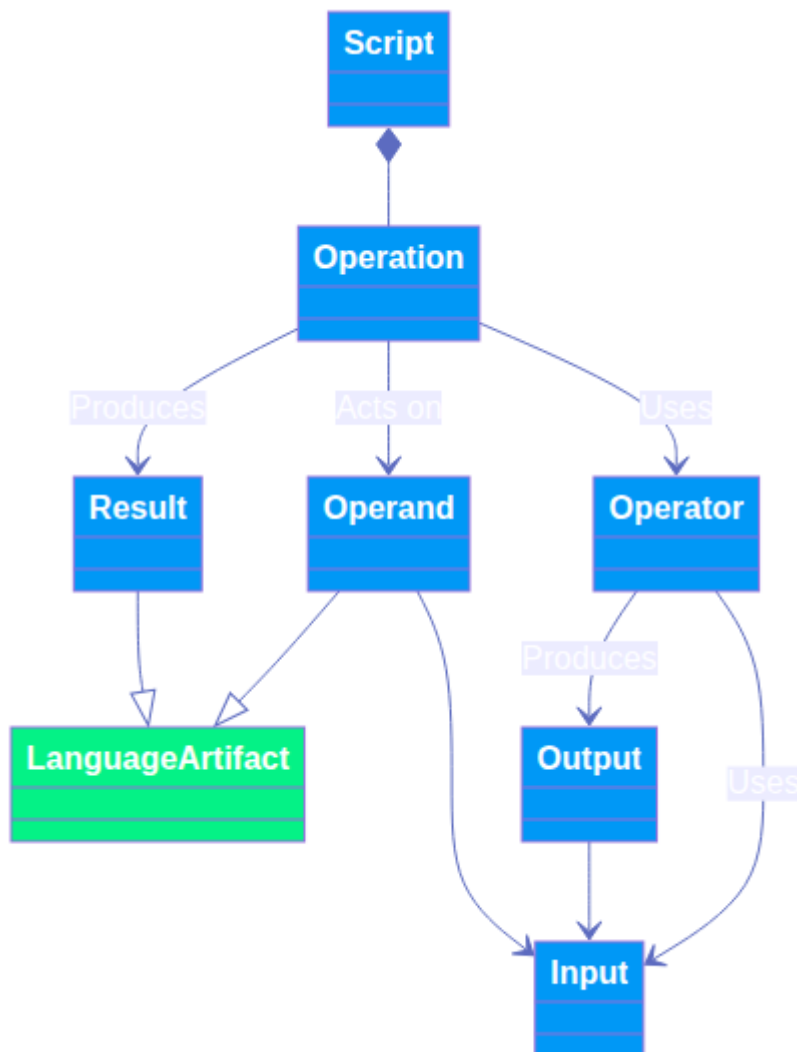 Script
Operation
Produces
Acts on
Uses
Result
Operand
Operator
Produces
LanguageArtifact
Output
Uses
Input